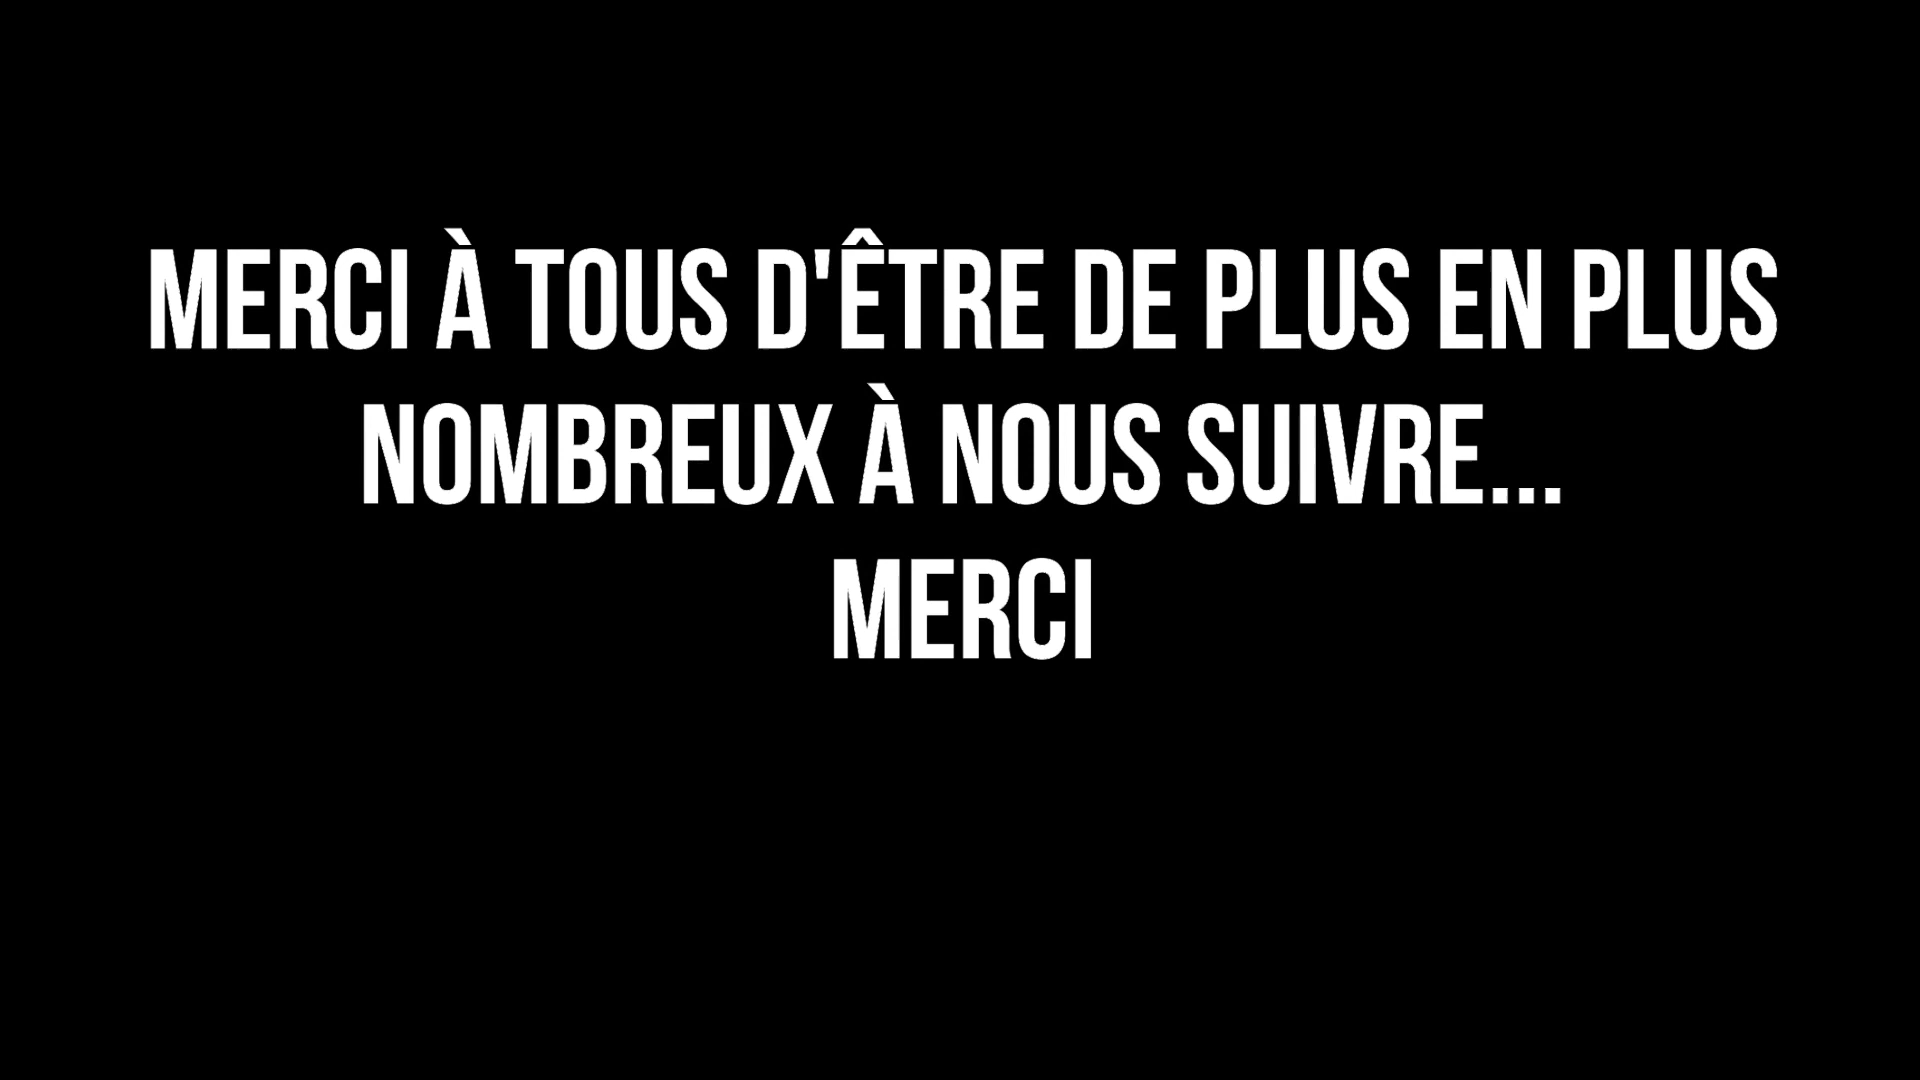 MERCI À TOUS D'ÊTRE DE PLUS EN PLUS
NOMBREUX À NOUS SUIVRE...
MERCI